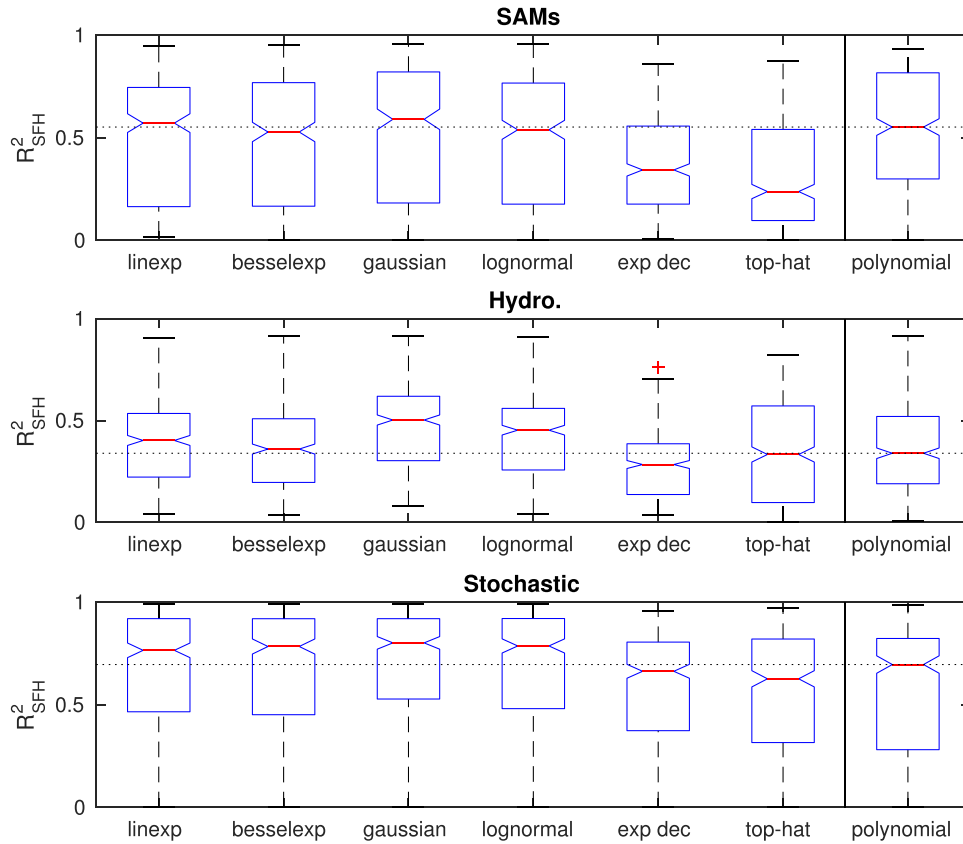 SAMs
1
0.5
0
R²SFH
linexp besselexp gaussian lognormal exp dec top-hat polynomial
Hydro.
1
0.5
0
R²SFH
linexp besselexp gaussian lognormal exp dec top-hat polynomial
Stochastic
1
0.5
0
R²SFH
linexp besselexp gaussian lognormal exp dec top-hat polynomial